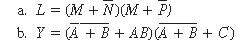 a. L = (M + N̅)(M + P̅)
b. Y = (A̅ ̅+̅ ̅B̅ + AB)(A̅ ̅+̅ ̅B̅ + C)